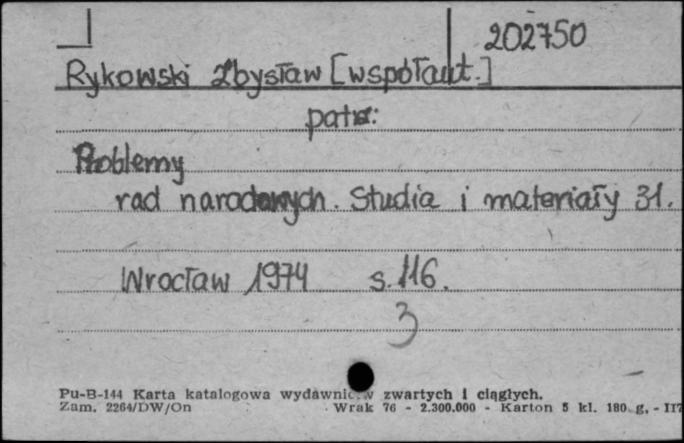 202750
Rykowski Zbysław [współaut.]
patrz:
Problemy
rad narodowych. Studia i materiały 31.
Wrocław 1974 s. 116.
3
Pu-B-144 Karta katalogowa wydawnictw zwartych i ciągłych.
Zam. 2264/DW/On Wrak 76 - 2.300.000 - Karton 5 kl. 180 g. - II7